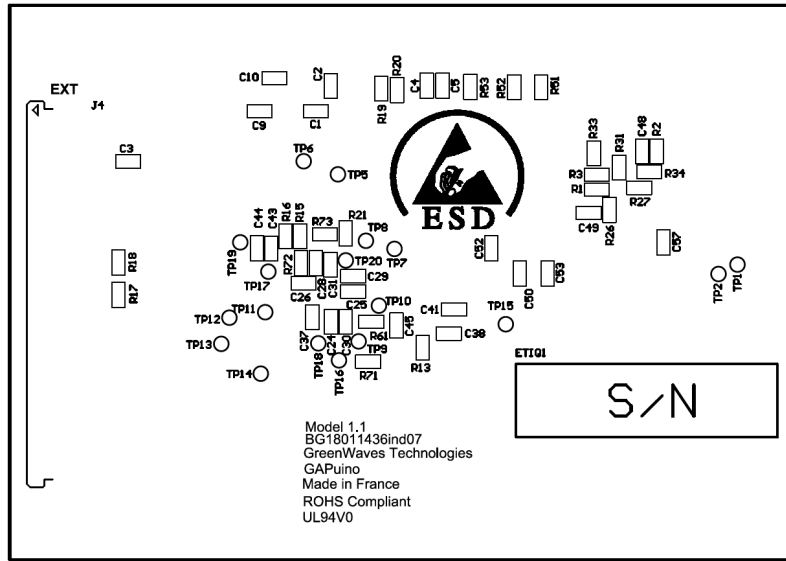 C10
C2
R19
R20
C4
C5
R53
R52
R51
EXT
J4
C9
C1
C3
TP6
TP5
ESD
R33
R31
C48
R2
R3
R34
R1
R27
C49
R26
C57
C44
C43
R16
R15
R73
R21
TP8
TP19
TP7
C52
R18
R72
TP20
TP17
C28
C31
C29
C26
C25
C50
C53
TP2
TP1
R17
TP12
TP11
TP10
C41
TP15
C37
C24
C30
R61
C45
C38
TP13
TP18
TP9
R13
TP14
TP16
R71
ETIQ1
S/N
Model 1.1
BG18011436ind07
GreenWaves Technologies
GAPuino
Made in France
ROHS Compliant
UL94V0